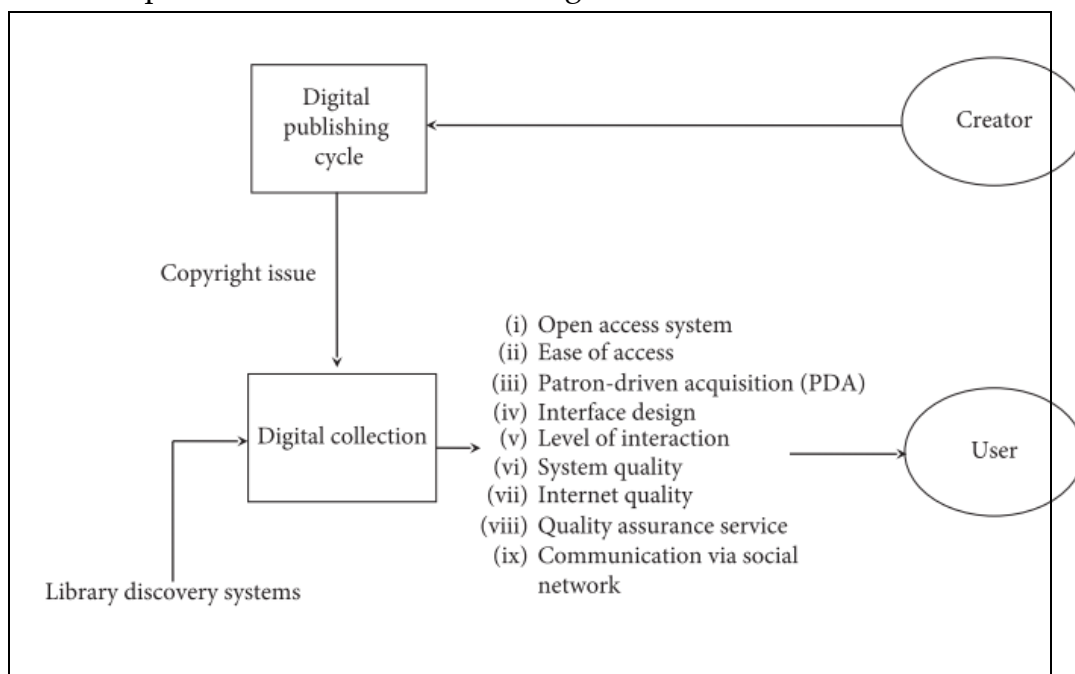 Digital
publishing
cycle
Creator
Copyright issue
(i) Open access system
(ii) Ease of access
(iii) Patron-driven acquisition (PDA)
(iv) Interface design
(v) Level of interaction
(vi) System quality
(vii) Internet quality
(viii) Quality assurance service
(ix) Communication via social
network
Digital collection
User
Library discovery systems